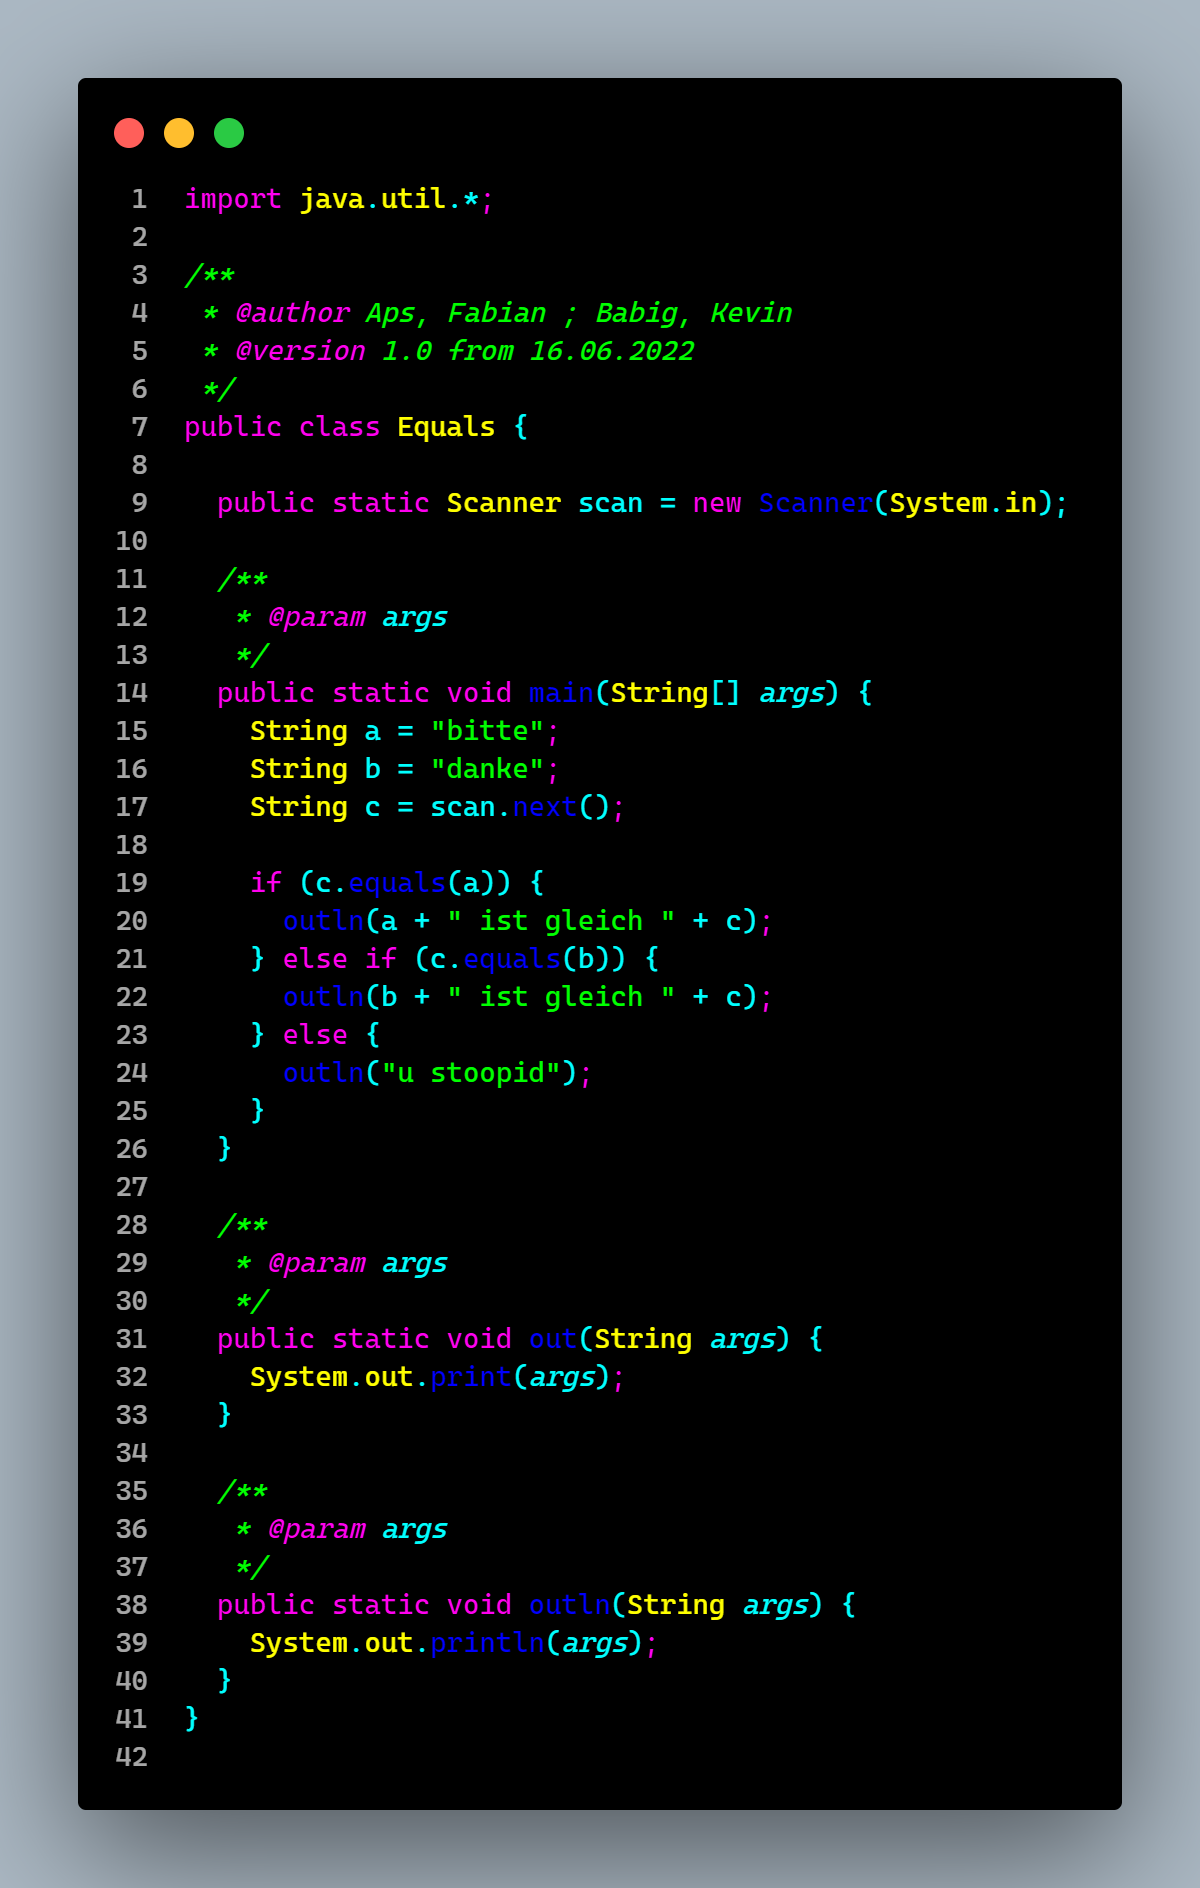 1 import java.util.*;
2
3 /**
4  * @author Aps, Fabian ; Babig, Kevin
5  * @version 1.0 from 16.06.2022
6  */
7 public class Equals {
8
9   public static Scanner scan = new Scanner(System.in);
10
11   /**
12    * @param args
13    */
14   public static void main(String[] args) {
15     String a = "bitte";
16     String b = "danke";
17     String c = scan.next();
18
19     if (c.equals(a)) {
20       outln(a + " ist gleich " + c);
21     } else if (c.equals(b)) {
22       outln(b + " ist gleich " + c);
23     } else {
24       outln("u stoopid");
25     }
26   }
27
28   /**
29    * @param args
30    */
31   public static void out(String args) {
32     System.out.print(args);
33   }
34
35   /**
36    * @param args
37    */
38   public static void outln(String args) {
39     System.out.println(args);
40   }
41 }
42